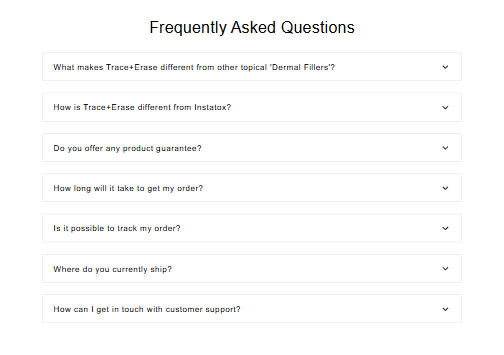 Frequently Asked Questions
What makes Trace+Erase different from other topical 'Dermal Fillers'?
How is Trace+Erase different from Instatox?
Do you offer any product guarantee?
How long will it take to get my order?
Is it possible to track my order?
Where do you currently ship?
How can I get in touch with customer support?